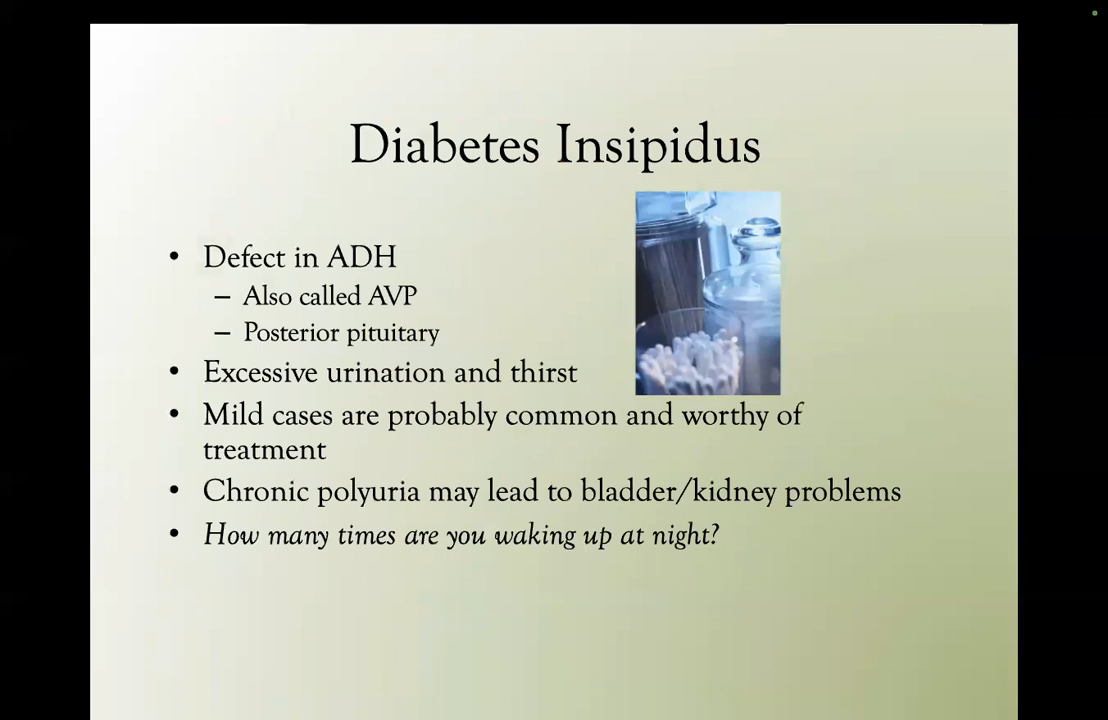 Diabetes Insipidus
• Defect in ADH
– Also called AVP
– Posterior pituitary
• Excessive urination and thirst
• Mild cases are probably common and worthy of
treatment
• Chronic polyuria may lead to bladder/kidney problems
• How many times are you waking up at night?